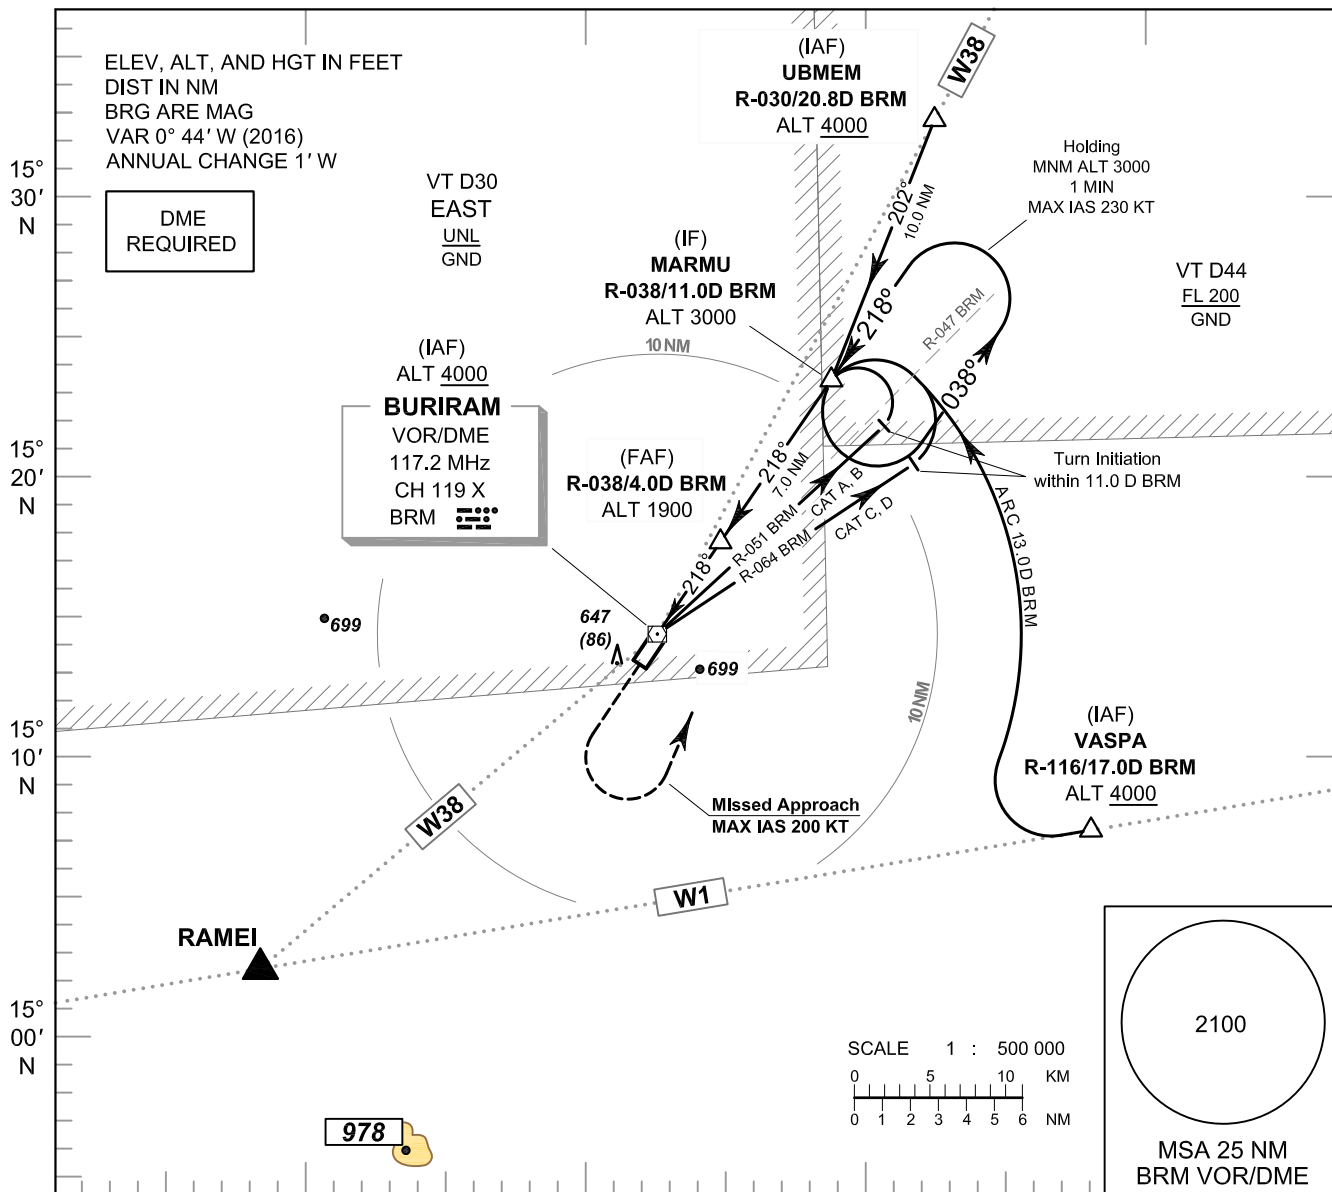 ELEV, ALT, AND HGT IN FEET
DIST IN NM
BRG ARE MAG
VAR 0° 44′ W (2016)
ANNUAL CHANGE 1′ W
DME
REQUIRED
VT D30
EAST
UNL
GND
(IAF)
UBMEM
R-030/20.8D BRM
ALT 4000
W38
Holding
MNM ALT 3000
1 MIN
MAX IAS 230 KT
202°
10.0 NM
(IF)
MARMU
R-038/11.0D BRM
ALT 3000
VT D44
FL 200
GND
218°
R-047 BRM
038°
10 NM
(IAF)
ALT 4000
BURIRAM
VOR/DME
117.2 MHz
CH 119 X
BRM
(FAF)
R-038/4.0D BRM
ALT 1900
218°
7.0 NM
CAT A, B
R-051 BRM
CAT C, D
R-064 BRM
218°
Turn Initiation
within 11.0 D BRM
ARC 13.0D BRM
699
647
(86)
699
10 NM
(IAF)
VASPA
R-116/17.0D BRM
ALT 4000
MIssed Approach
MAX IAS 200 KT
W38
W1
RAMEI
15°
30′
N
15°
20′
N
15°
10′
N
15°
00′
N
978
SCALE 1 : 500 000
0 5 10 KM
0 1 2 3 4 5 6 NM
2100
MSA 25 NM
BRM VOR/DME